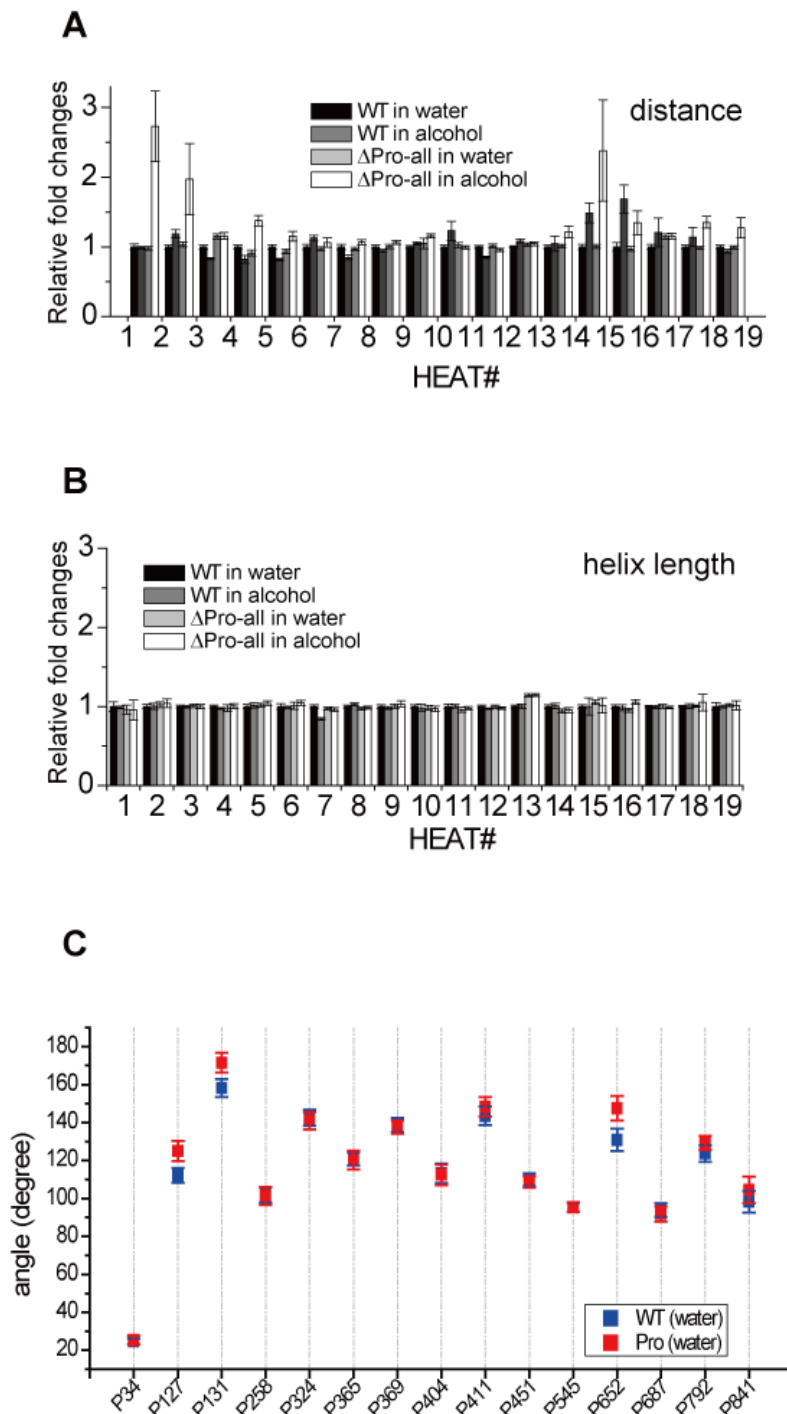 A
distance
WT in water
WT in alcohol
ΔPro-all in water
ΔPro-all in alcohol
Relative fold changes
3
2
1
0
1 2 3 4 5 6 7 8 9 10 11 12 13 14 15 16 17 18 19
HEAT#
B
helix length
WT in water
WT in alcohol
ΔPro-all in water
ΔPro-all in alcohol
Relative fold changes
3
2
1
0
1 2 3 4 5 6 7 8 9 10 11 12 13 14 15 16 17 18 19
HEAT#
C
angle (degree)
180
160
140
120
100
80
60
40
20
WT (water)
Pro (water)
P34 P127 P131 P258 P324 P365 P369 P404 P411 P451 P545 P652 P687 P792 P841